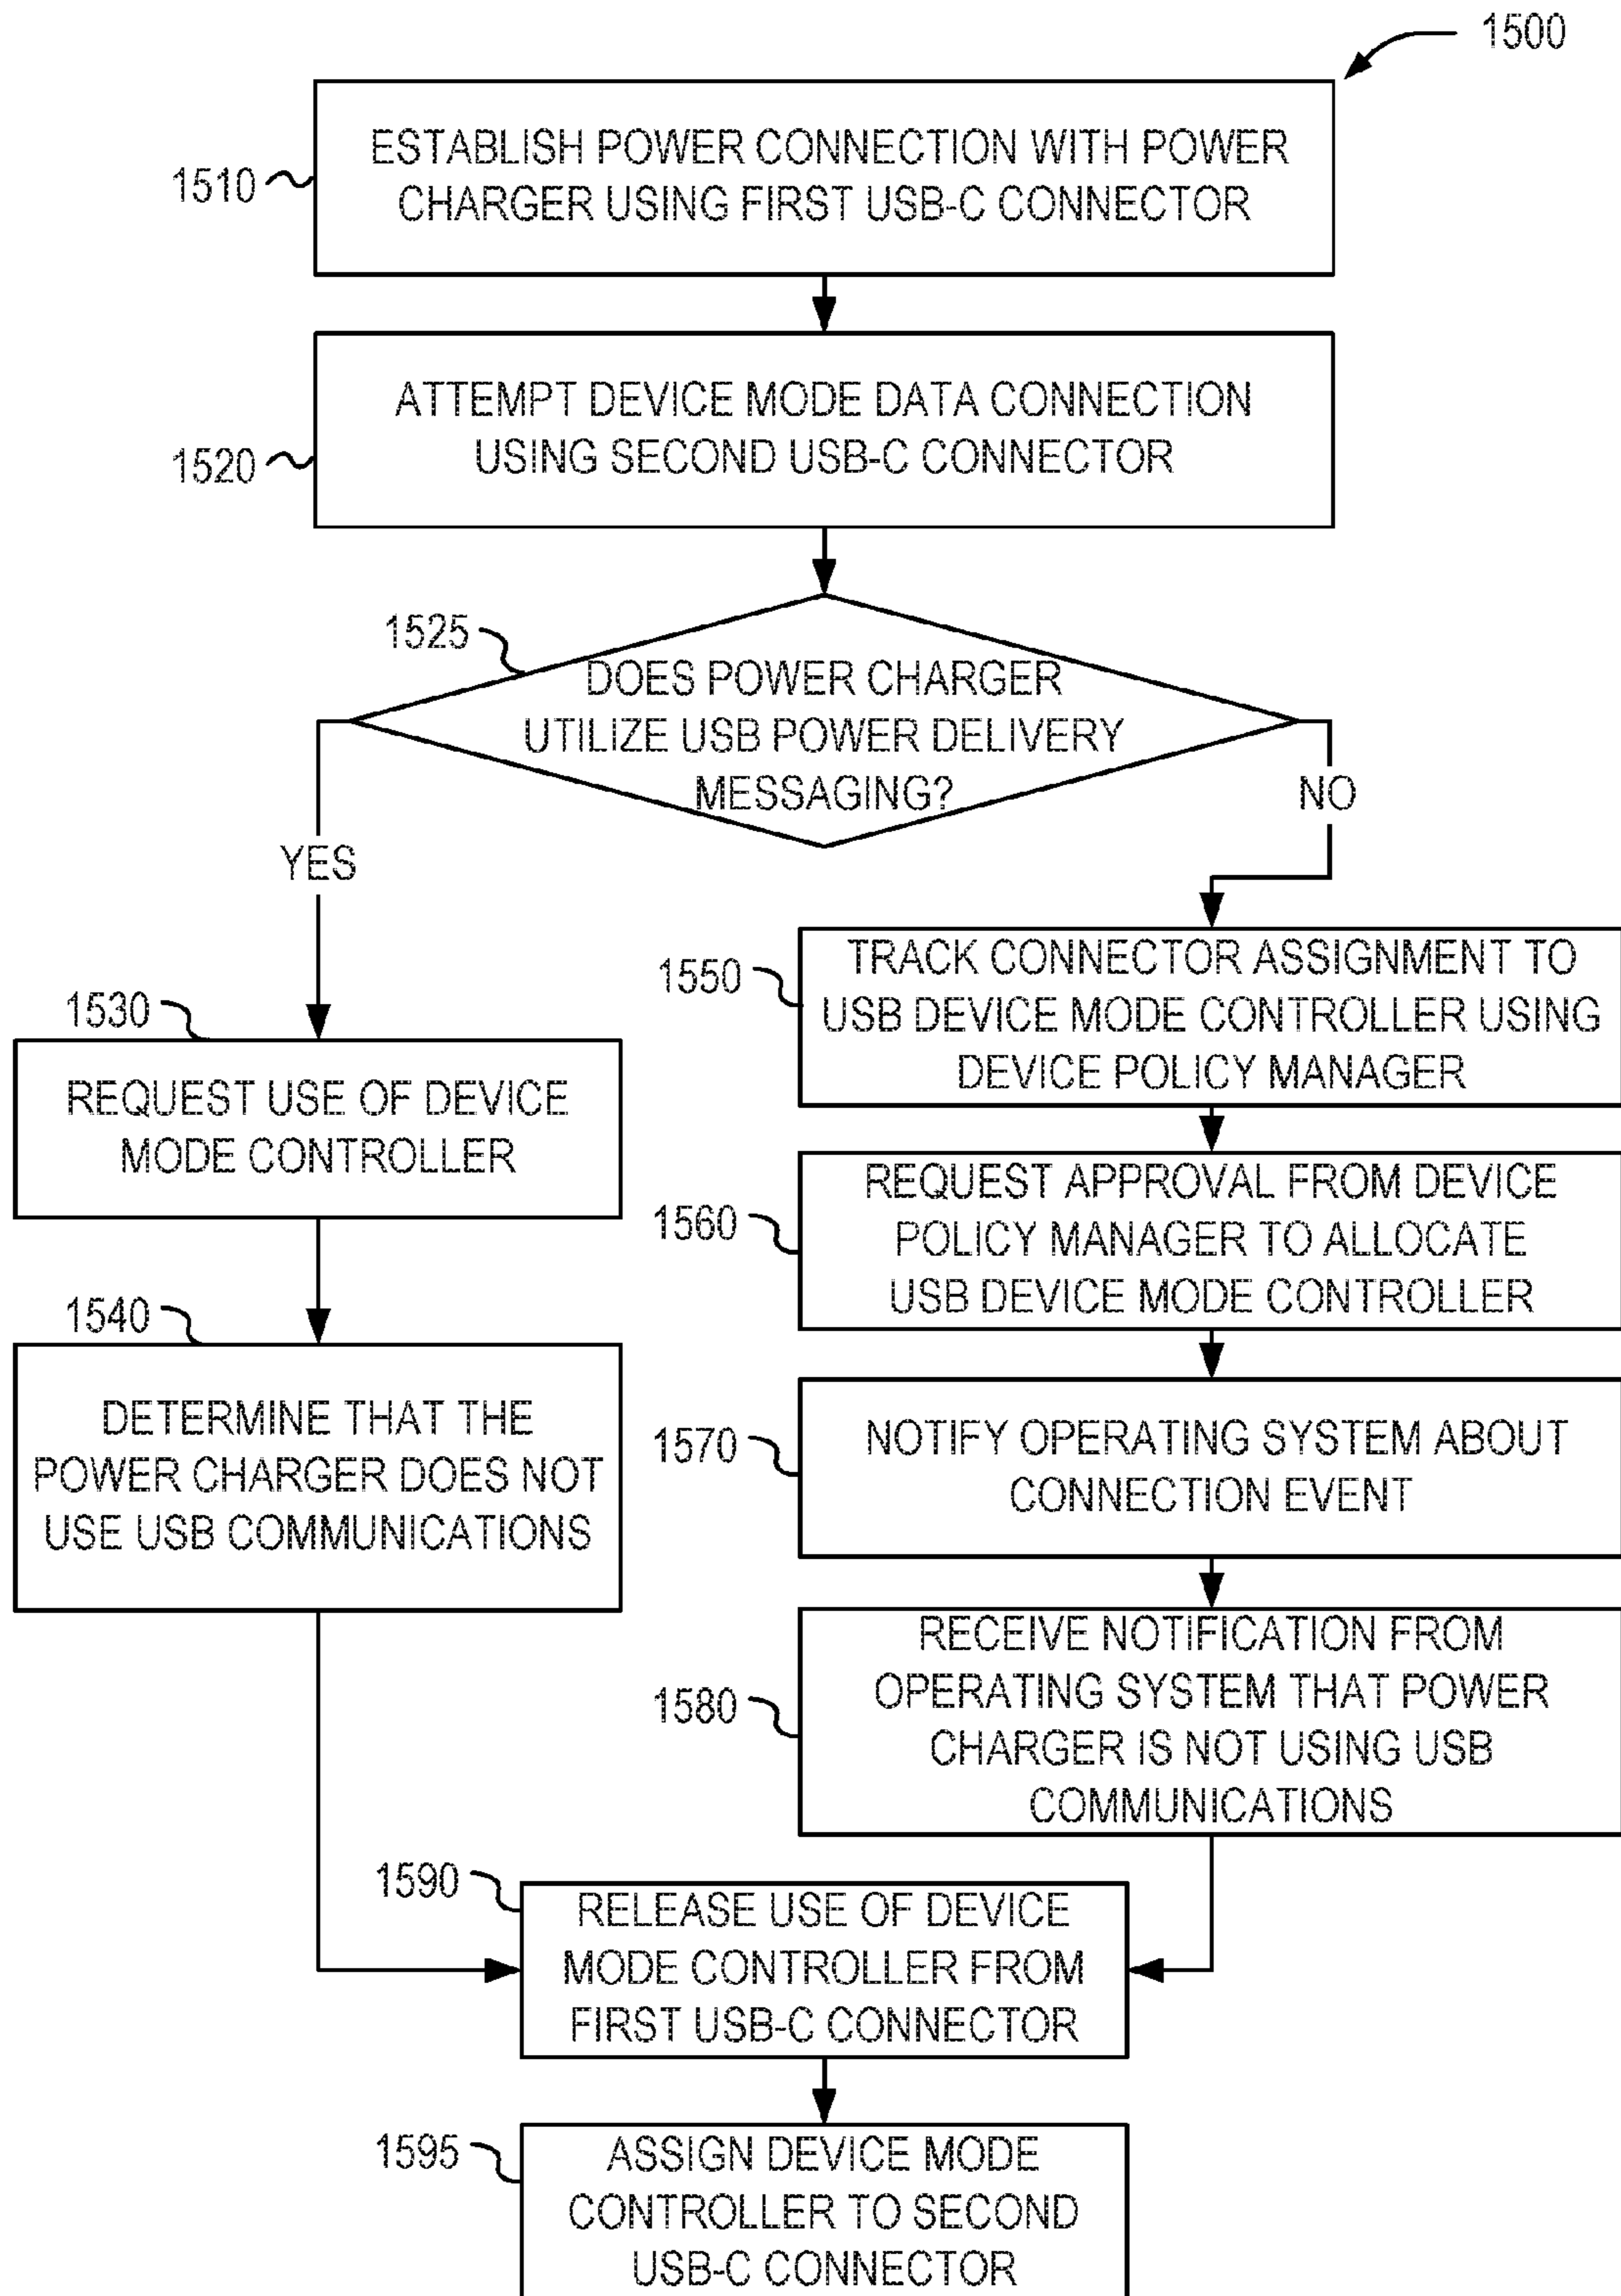 1500
1510
ESTABLISH POWER CONNECTION WITH POWER
CHARGER USING FIRST USB-C CONNECTOR
1520
ATTEMPT DEVICE MODE DATA CONNECTION
USING SECOND USB-C CONNECTOR
1525
DOES POWER CHARGER
UTILIZE USB POWER DELIVERY
MESSAGING?
YES
NO
1530
REQUEST USE OF DEVICE
MODE CONTROLLER
1540
DETERMINE THAT THE
POWER CHARGER DOES NOT
USE USB COMMUNICATIONS
1550
TRACK CONNECTOR ASSIGNMENT TO
USB DEVICE MODE CONTROLLER USING
DEVICE POLICY MANAGER
1560
REQUEST APPROVAL FROM DEVICE
POLICY MANAGER TO ALLOCATE
USB DEVICE MODE CONTROLLER
1570
NOTIFY OPERATING SYSTEM ABOUT
CONNECTION EVENT
1580
RECEIVE NOTIFICATION FROM
OPERATING SYSTEM THAT POWER
CHARGER IS NOT USING USB
COMMUNICATIONS
1590
RELEASE USE OF DEVICE
MODE CONTROLLER FROM
FIRST USB-C CONNECTOR
1595
ASSIGN DEVICE MODE
CONTROLLER TO SECOND
USB-C CONNECTOR